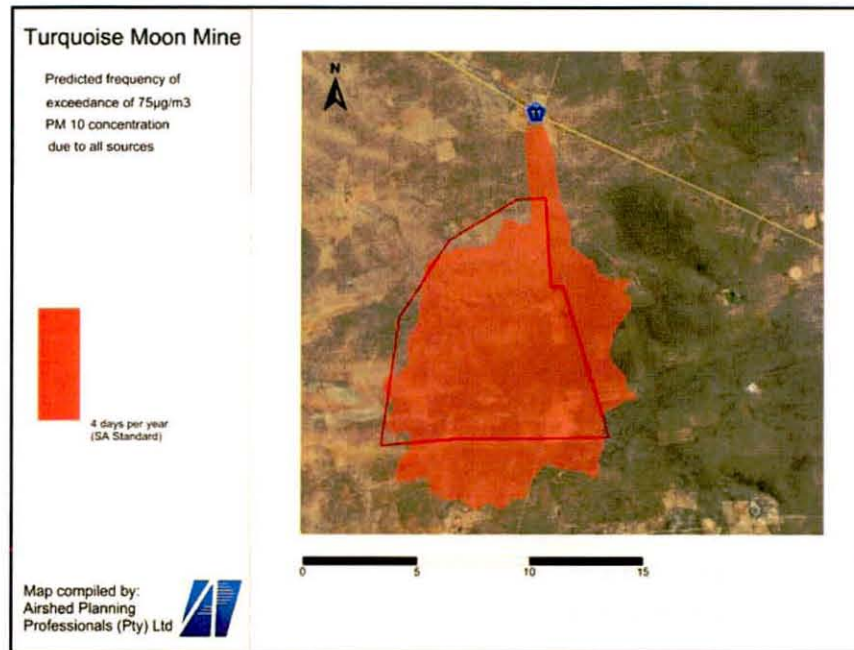 Turquoise Moon Mine
Predicted frequency of
exceedance of 75µg/m3
PM 10 concentration
due to all sources
4 days per year
(SA Standard)
Map compiled by:
Airshed Planning
Professionals (Pty) Ltd
N
11
0 5 10 15